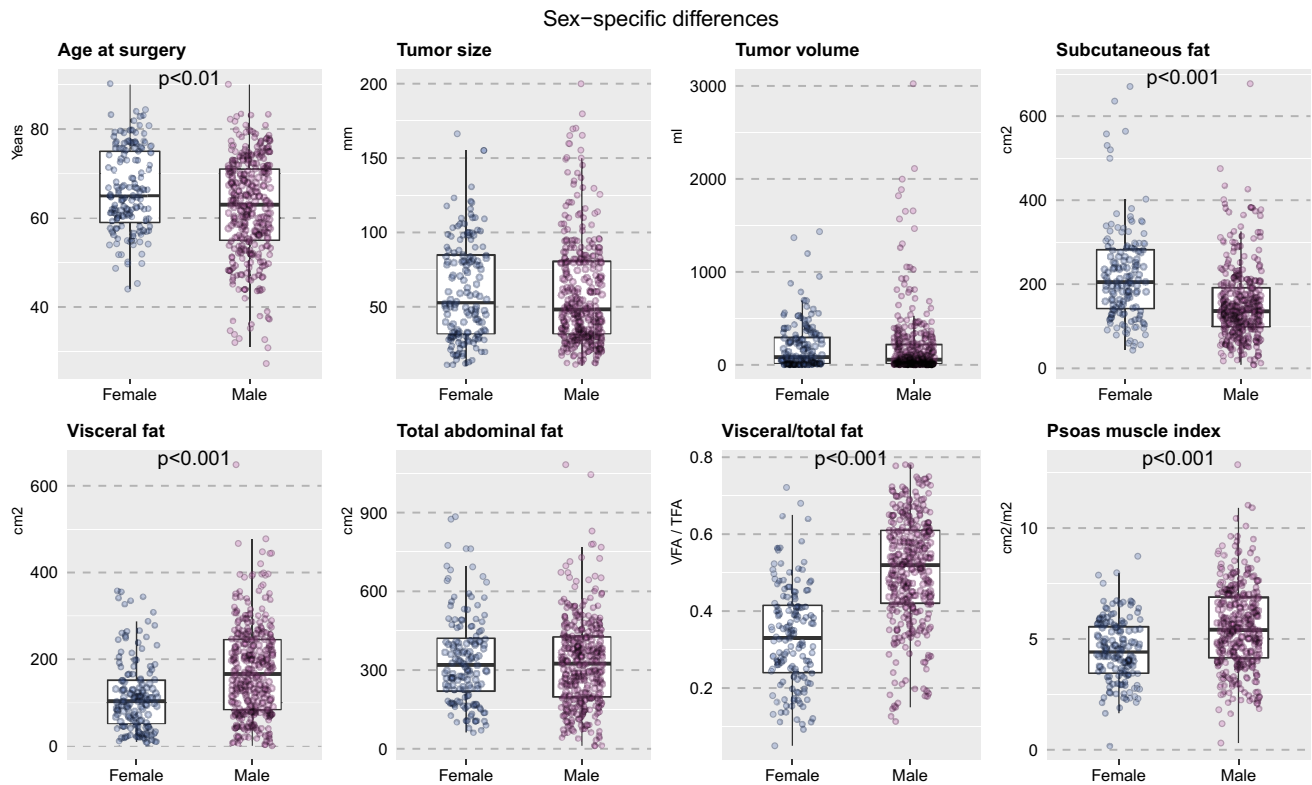 Sex−specific differences
Age at surgery
p<0.01
Years
80
60
40
Female
Male
Tumor size
mm
200
150
100
50
Female
Male
Tumor volume
ml
3000
2000
1000
0
Female
Male
Subcutaneous fat
p<0.001
cm2
600
400
200
0
Female
Male
Visceral fat
p<0.001
cm2
600
400
200
0
Female
Male
Total abdominal fat
cm2
900
600
300
0
Female
Male
Visceral/total fat
p<0.001
VFA / TFA
0.8
0.6
0.4
0.2
Female
Male
Psoas muscle index
p<0.001
cm2/m2
10
5
0
Female
Male